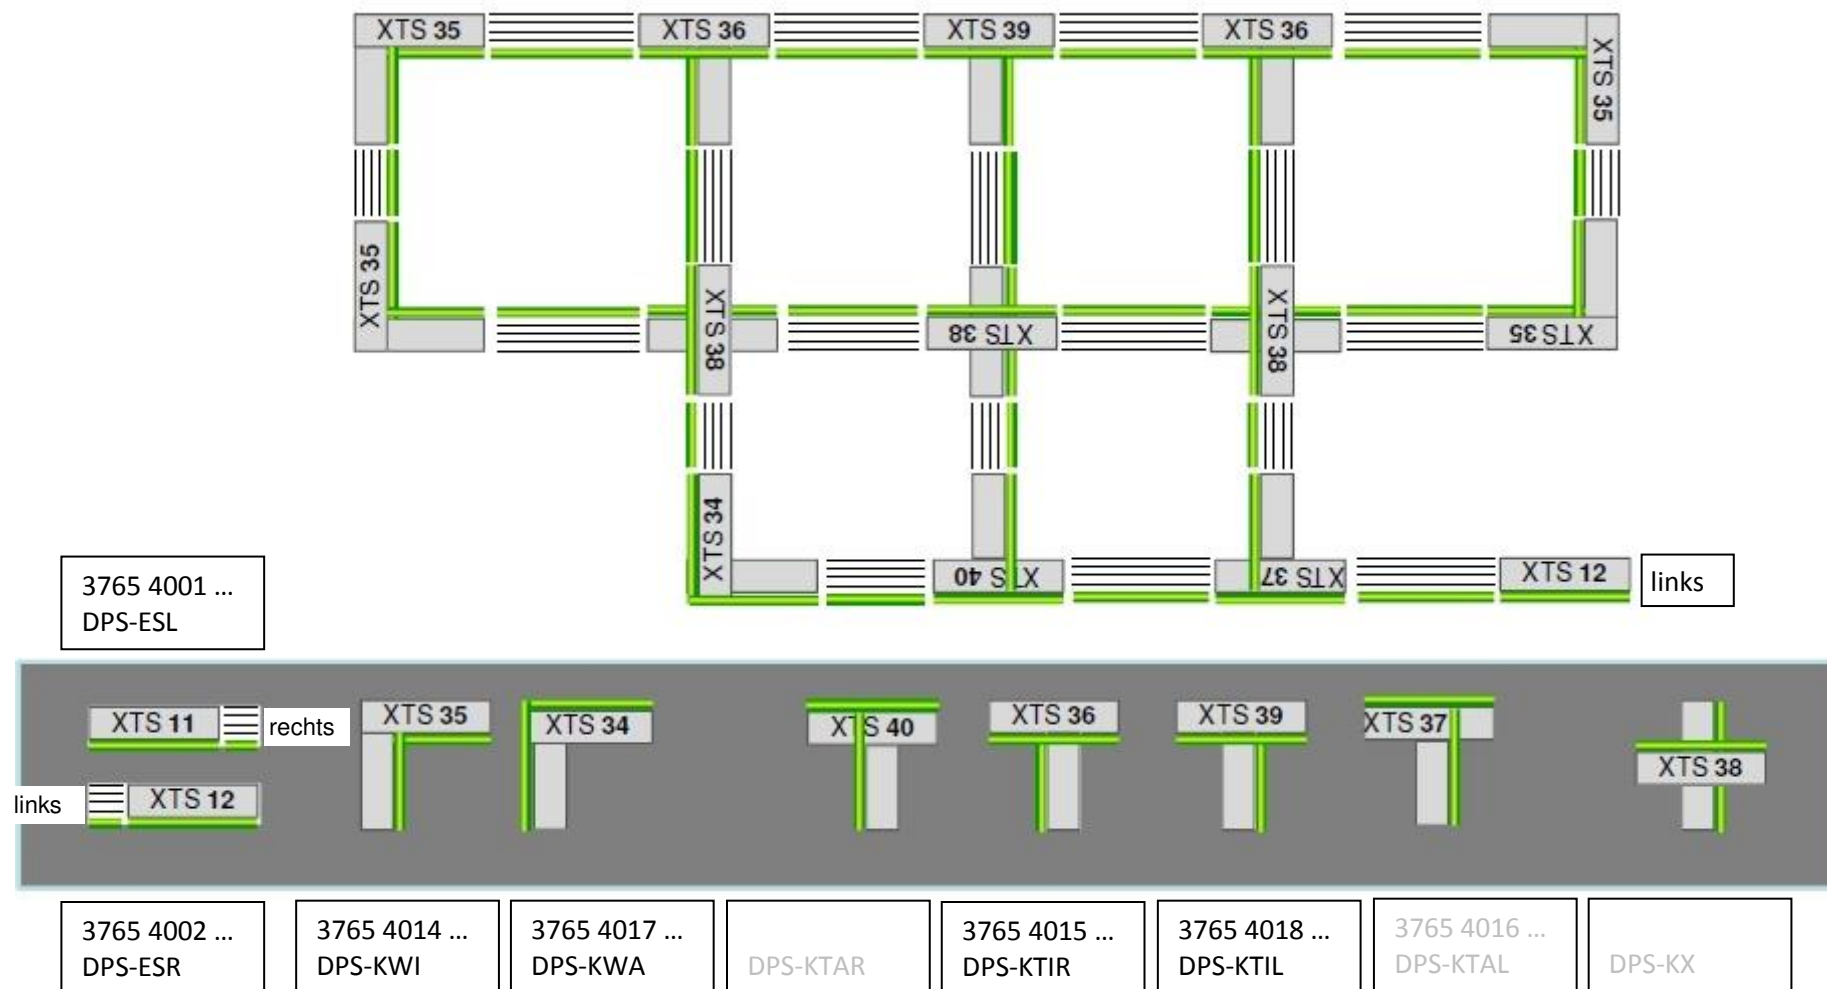 XTS 35
XTS 36
XTS 39
XTS 36
XTS 35
XTS 35
XTS 38
XTS 38
XTS 38
XTS 35
XTS 34
XTS 40
XTS 37
XTS 12
links
3765 4001 ...
DPS-ESL
XTS 11
rechts
XTS 35
XTS 34
XTS 40
XTS 36
XTS 39
XTS 37
XTS 38
links
XTS 12
3765 4002 ...
DPS-ESR
3765 4014 ...
DPS-KWI
3765 4017 ...
DPS-KWA
DPS-KTAR
3765 4015 ...
DPS-KTIR
3765 4018 ...
DPS-KTIL
3765 4016 ...
DPS-KTAL
DPS-KX